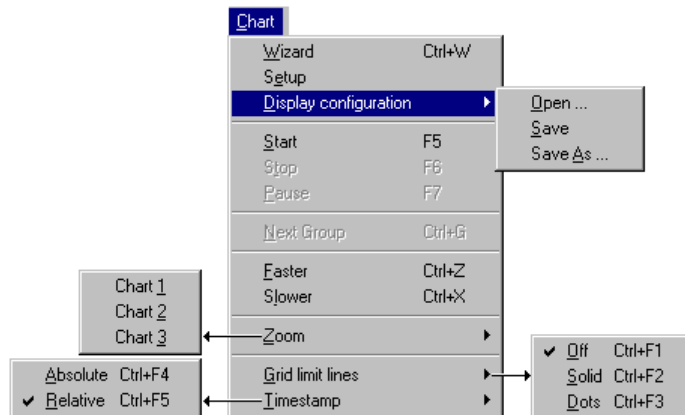 Chart
Wizard Ctrl+W
Setup
Display configuration
Open ...
Save
Save As ...
Start F5
Stop F6
Pause F7
Next Group Ctrl+G
Faster Ctrl+Z
Slower Ctrl+X
Zoom
Chart 1
Chart 2
Chart 3
Grid limit lines
Off Ctrl+F1
Solid Ctrl+F2
Dots Ctrl+F3
Timestamp
Absolute Ctrl+F4
Relative Ctrl+F5